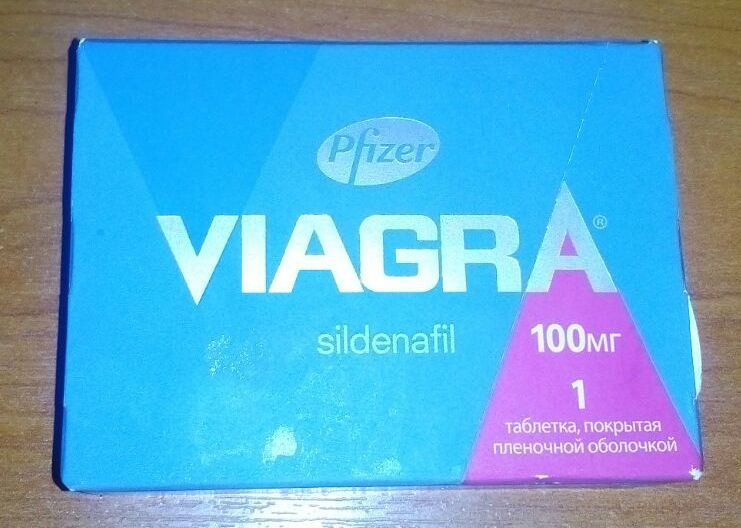 Pfizer
VIAGRA®
sildenafil
100мг
1
таблетка, покрытая
пленочной оболочкой